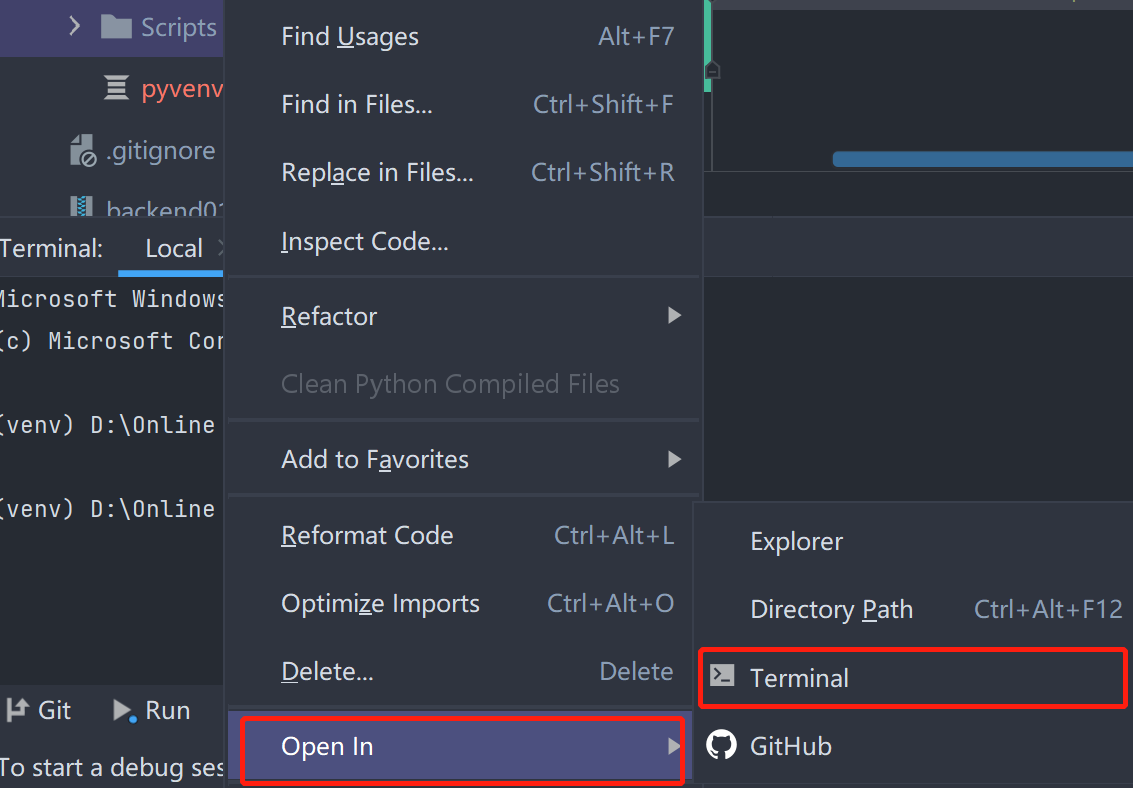 Scripts
pyvenv
.gitignore
backend01
Terminal: Local
Microsoft Windows
(c) Microsoft Cor
(venv) D:\Online
(venv) D:\Online
Git Run
To start a debug ses
Find Usages Alt+F7
Find in Files... Ctrl+Shift+F
Replace in Files... Ctrl+Shift+R
Inspect Code...
Refactor
Clean Python Compiled Files
Add to Favorites
Reformat Code Ctrl+Alt+L
Optimize Imports Ctrl+Alt+O
Delete... Delete
Open In
Explorer
Directory Path Ctrl+Alt+F12
Terminal
GitHub